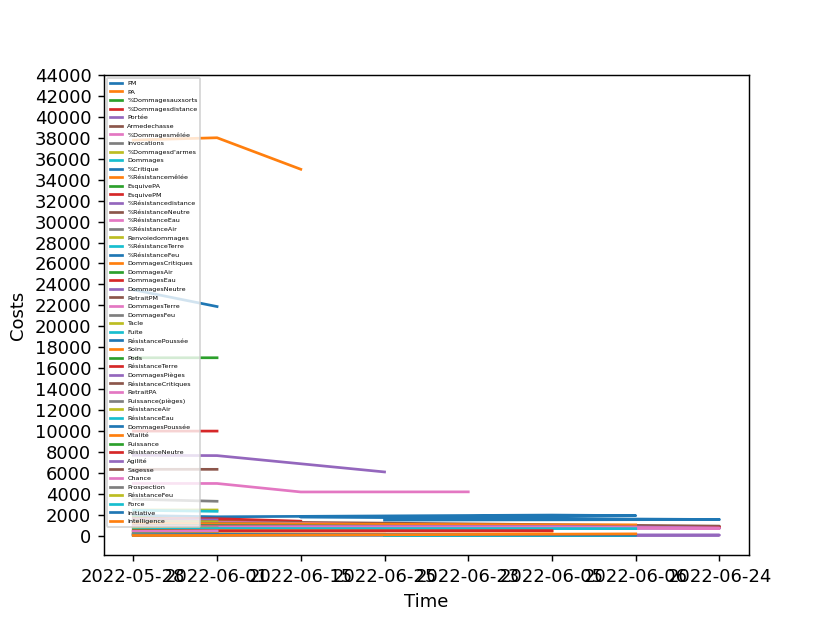 44000
42000
40000
38000
36000
34000
32000
30000
28000
26000
24000
22000
20000
18000
16000
14000
12000
10000
8000
6000
4000
2000
0
Costs
PM
PA
%Dommagesauxsorts
%Dommagesdistance
Portée
Armedechasse
%Dommagesmêlée
Invocations
%Dommagesd'armes
Dommages
%Critique
%Résistancemêlée
EsquivePA
EsquivePM
%Résistancedistance
%RésistanceNeutre
%RésistanceEau
%RésistanceAir
Renvoiedommages
%RésistanceTerre
%RésistanceFeu
DommagesCritiques
DommagesAir
DommagesEau
DommagesNeutre
RetraitPM
DommagesTerre
DommagesFeu
Tacle
Fuite
RésistancePoussée
Soins
Pods
RésistanceTerre
DommagesPièges
RésistanceCritiques
RetraitPA
Puissance(pièges)
RésistanceAir
RésistanceEau
DommagesPoussée
Vitalité
Puissance
RésistanceNeutre
Agilité
Sagesse
Chance
Prospection
RésistanceFeu
Force
Initiative
Intelligence
2022-05-28 2022-06-01 2022-06-15 2022-06-25 2022-06-23 2022-06-05 2022-06-06 2022-06-24
Time